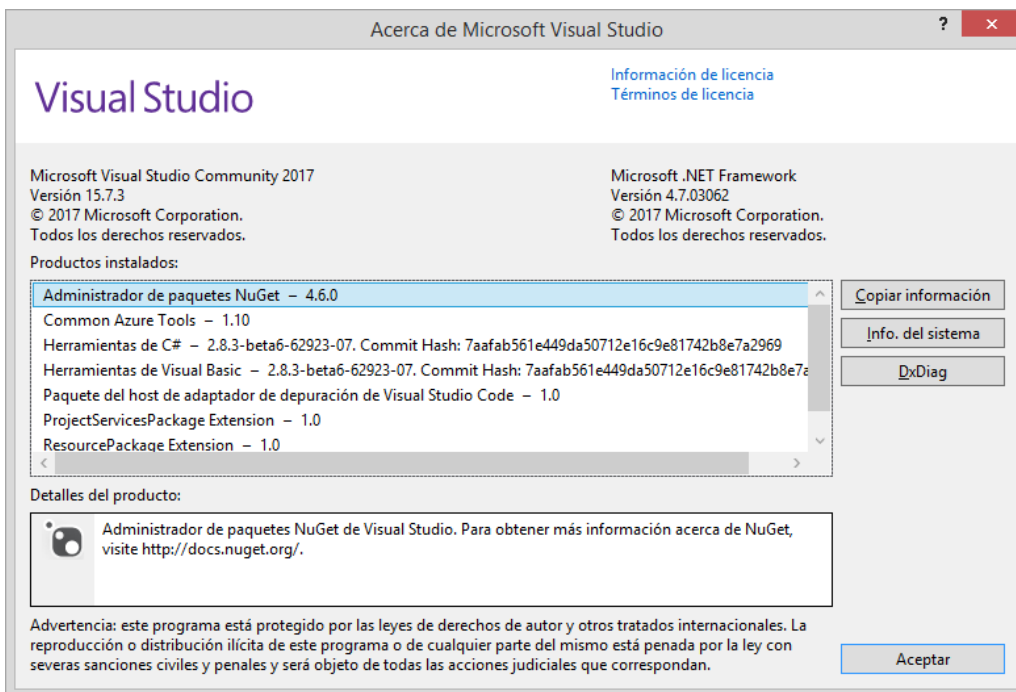 Acerca de Microsoft Visual Studio
?
Visual Studio
Información de licencia
Términos de licencia
Microsoft Visual Studio Community 2017
Versión 15.7.3
© 2017 Microsoft Corporation.
Todos los derechos reservados.
Microsoft .NET Framework
Versión 4.7.03062
© 2017 Microsoft Corporation.
Todos los derechos reservados.
Productos instalados:
Administrador de paquetes NuGet – 4.6.0
Common Azure Tools – 1.10
Herramientas de C# – 2.8.3-beta6-62923-07. Commit Hash: 7aafab561e449da50712e16c9e81742b8e7a2969
Herramientas de Visual Basic – 2.8.3-beta6-62923-07. Commit Hash: 7aafab561e449da50712e16c9e81742b8e7a
Paquete del host de adaptador de depuración de Visual Studio Code – 1.0
ProjectServicesPackage Extension – 1.0
ResourcePackage Extension – 1.0
Copiar información
Info. del sistema
DxDiag
Detalles del producto:
Administrador de paquetes NuGet de Visual Studio. Para obtener más información acerca de NuGet,
visite http://docs.nuget.org/.
Advertencia: este programa está protegido por las leyes de derechos de autor y otros tratados internacionales. La
reproducción o distribución ilícita de este programa o de cualquier parte del mismo está penada por la ley con
severas sanciones civiles y penales y será objeto de todas las acciones judiciales que correspondan.
Aceptar